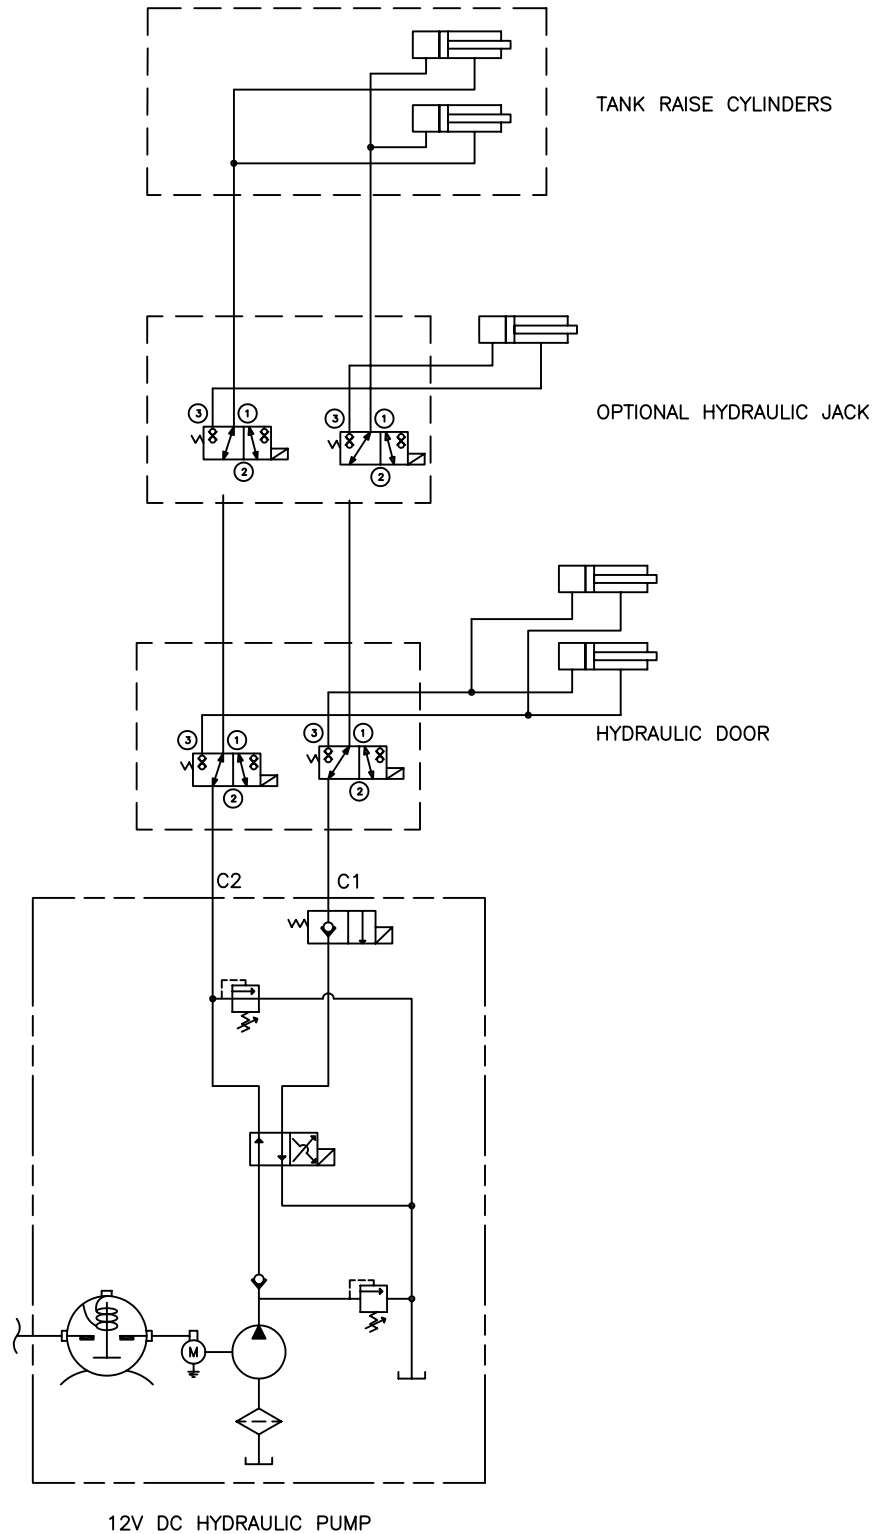 TANK RAISE CYLINDERS
OPTIONAL HYDRAULIC JACK
3 1 3 1
2 2
HYDRAULIC DOOR
3 1 3 1
2 2
C2 C1
M
12V DC HYDRAULIC PUMP